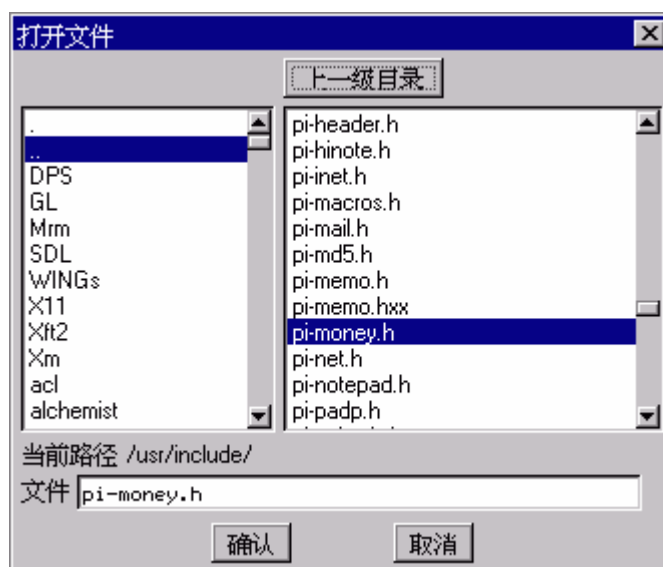 打开文件
上一级目录
.
..
DPS
GL
Mrm
SDL
WINGs
X11
Xft2
Xm
acl
alchemist
pi-header.h
pi-hinote.h
pi-inet.h
pi-macros.h
pi-mail.h
pi-md5.h
pi-memo.h
pi-memo.hxx
pi-money.h
pi-net.h
pi-notepad.h
pi-padp.h
当前路径 /usr/include/
文件 pi-money.h
确认 取消